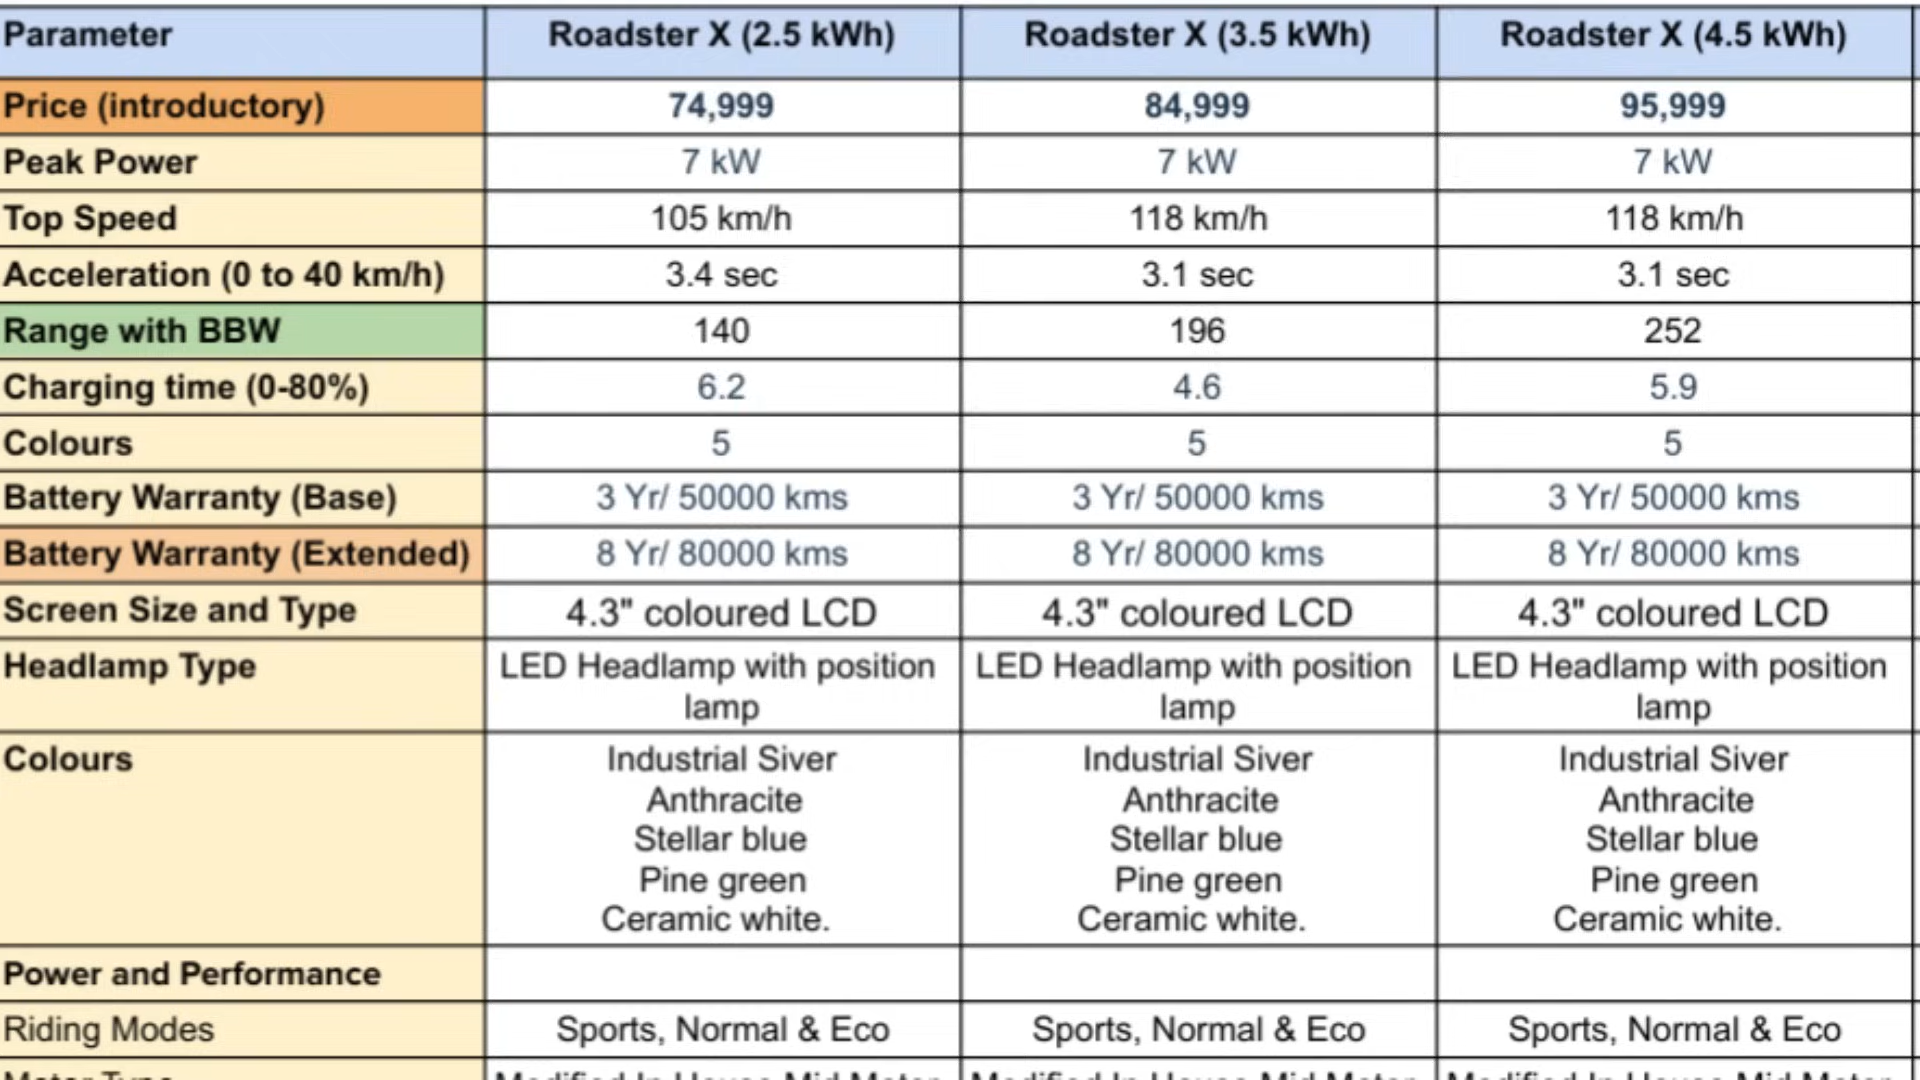 Parameter Roadster X (2.5 kWh) Roadster X (3.5 kWh) Roadster X (4.5 kWh)
Price (introductory) 74,999 84,999 95,999
Peak Power 7 kW 7 kW 7 kW
Top Speed 105 km/h 118 km/h 118 km/h
Acceleration (0 to 40 km/h) 3.4 sec 3.1 sec 3.1 sec
Range with BBW 140 196 252
Charging time (0-80%) 6.2 4.6 5.9
Colours 5 5 5
Battery Warranty (Base) 3 Yr/ 50000 kms 3 Yr/ 50000 kms 3 Yr/ 50000 kms
Battery Warranty (Extended) 8 Yr/ 80000 kms 8 Yr/ 80000 kms 8 Yr/ 80000 kms
Screen Size and Type 4.3" coloured LCD 4.3" coloured LCD 4.3" coloured LCD
Headlamp Type LED Headlamp with position LED Headlamp with position LED Headlamp with position
lamp lamp lamp
Colours Industrial Siver Industrial Siver Industrial Siver
Anthracite Anthracite Anthracite
Stellar blue Stellar blue Stellar blue
Pine green Pine green Pine green
Ceramic white. Ceramic white. Ceramic white.
Power and Performance
Riding Modes Sports, Normal & Eco Sports, Normal & Eco Sports, Normal & Eco